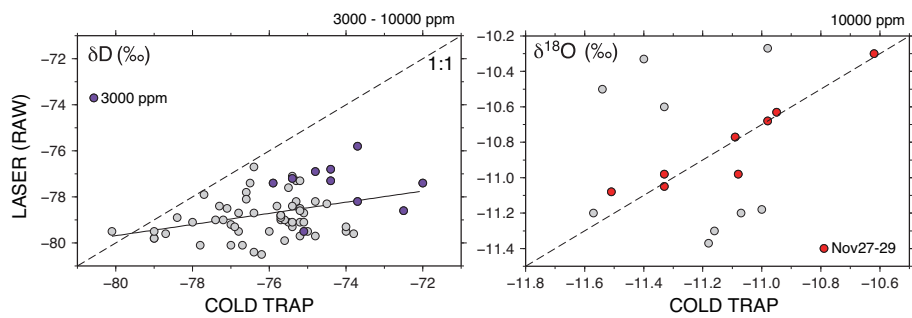 3000 - 10000 ppm
δD (‰)
1:1
3000 ppm
LASER (RAW)
−72
−74
−76
−78
−80
−80
−78
−76
−74
−72
COLD TRAP
10000 ppm
δ¹⁸O (‰)
−10.2
−10.4
−10.6
−10.8
−11.0
−11.2
−11.4
Nov27-29
−11.8
−11.6
−11.4
−11.2
−11.0
−10.8
−10.6
COLD TRAP